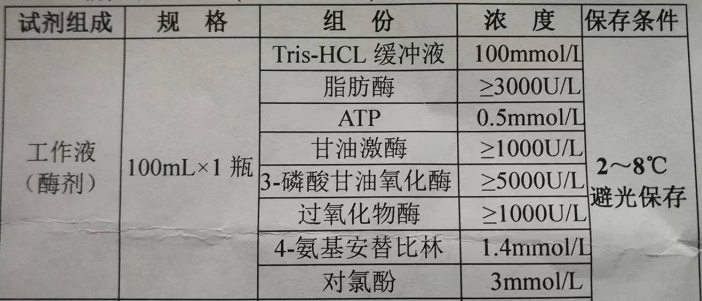 试剂组成 规格 组份 浓度 保存条件
Tris-HCL 缓冲液 100mmol/L
脂肪酶 ≥3000U/L
ATP 0.5mmol/L
甘油激酶 ≥1000U/L
工作液
（酶剂）
100mL×1 瓶
3-磷酸甘油氧化酶 ≥5000U/L
2～8℃
避光保存
过氧化物酶 ≥1000U/L
4-氨基安替比林 1.4mmol/L
对氯酚 3mmol/L